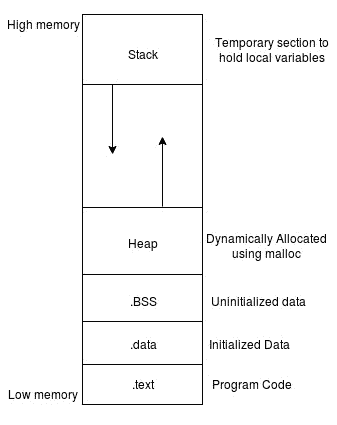 High memory
Stack
Temporary section to
hold local variables
Heap
Dynamically Allocated
using malloc
.BSS
Uninitialized data
.data
Initialized Data
.text
Program Code
Low memory